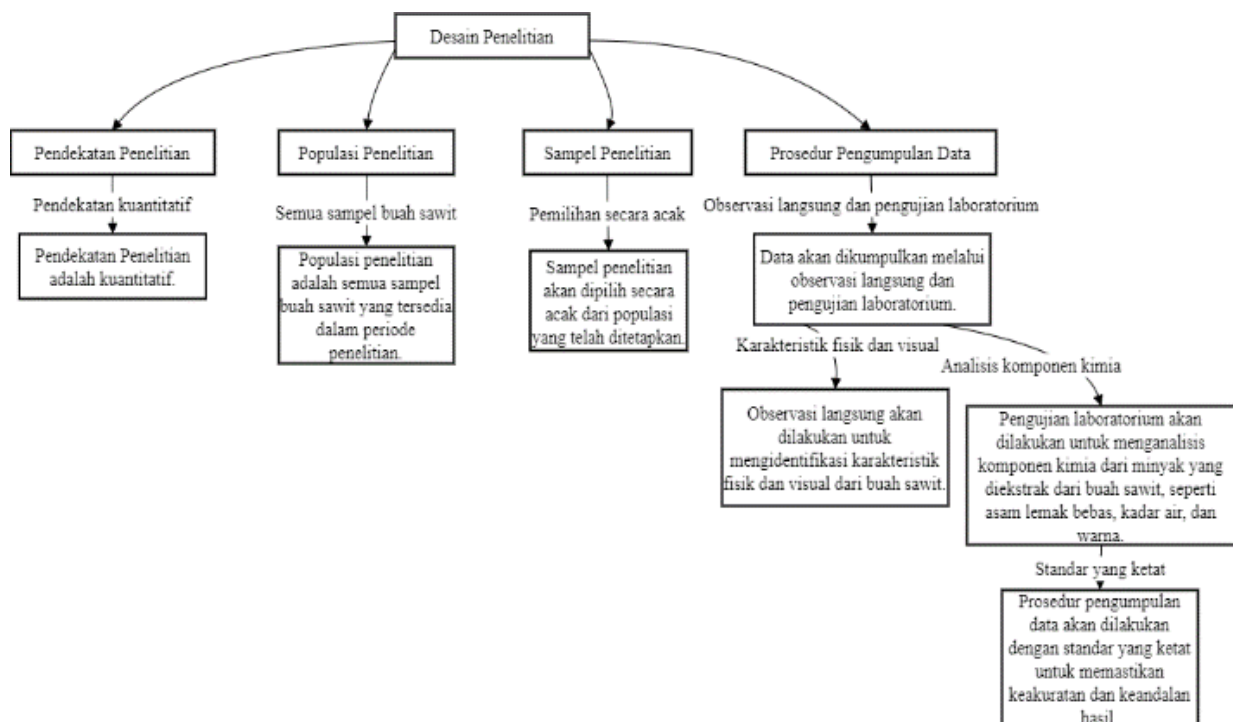 Desain Penelitian
Pendekatan Penelitian
Populasi Penelitian
Sampel Penelitian
Prosedur Pengumpulan Data
Pendekatan kuantitatif
Semua sampel buah sawit
Pemilihan secara acak
Observasi langsung dan pengujian laboratorium
Pendekatan Penelitian
adalah kuantitatif.
Populasi penelitian
adalah semua sampel
buah sawit yang tersedia
dalam periode
penelitian.
Sampel penelitian
akan dipilih secara
acak dari populasi
yang telah ditetapkan.
Data akan dikumpulkan melalui
observasi langsung dan
pengujian laboratorium.
Karakteristik fisik dan visual
Analisis komponen kimia
Observasi langsung akan
dilakukan untuk
mengidentifikasi karakteristik
fisik dan visual dari buah sawit.
Pengujian laboratorium akan
dilakukan untuk menganalisis
komponen kimia dari minyak yang
diekstrak dari buah sawit, seperti
asam lemak bebas, kadar air, dan
warna.
Standar yang ketat
Prosedur pengumpulan
data akan dilakukan
dengan standar yang ketat
untuk memastikan
keakuratan dan keandalan
hasil